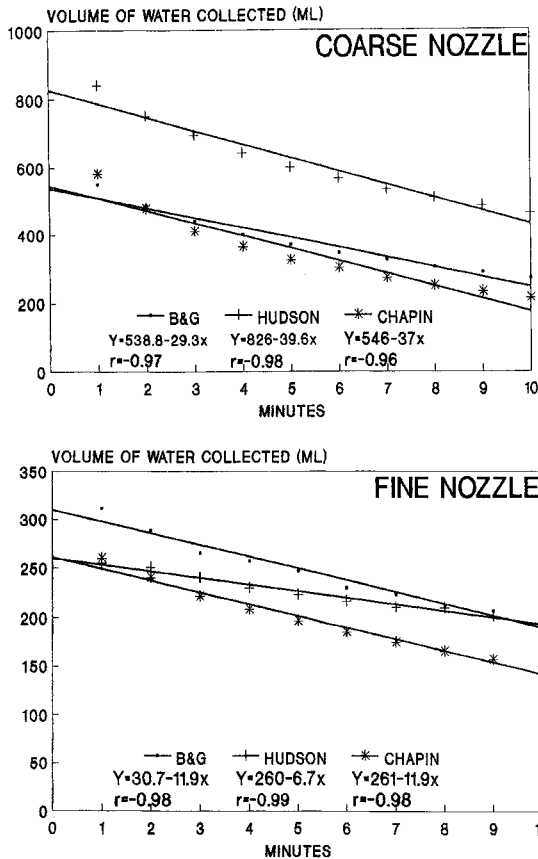 VOLUME OF WATER COLLECTED (ML)
COARSE NOZZLE
1000
800
600
400
200
0
B&G HUDSON CHAPIN
Y=538.8-29.3x Y=826-39.6x Y=546-37x
r=-0.97 r=-0.98 r=-0.96
0 1 2 3 4 5 6 7 8 9 10
MINUTES
VOLUME OF WATER COLLECTED (ML)
FINE NOZZLE
350
300
250
200
150
100
50
0
B&G HUDSON CHAPIN
Y=30.7-11.9x Y=260-6.7x Y=261-11.9x
r=-0.98 r=-0.99 r=-0.98
0 1 2 3 4 5 6 7 8 9 1
MINUTES